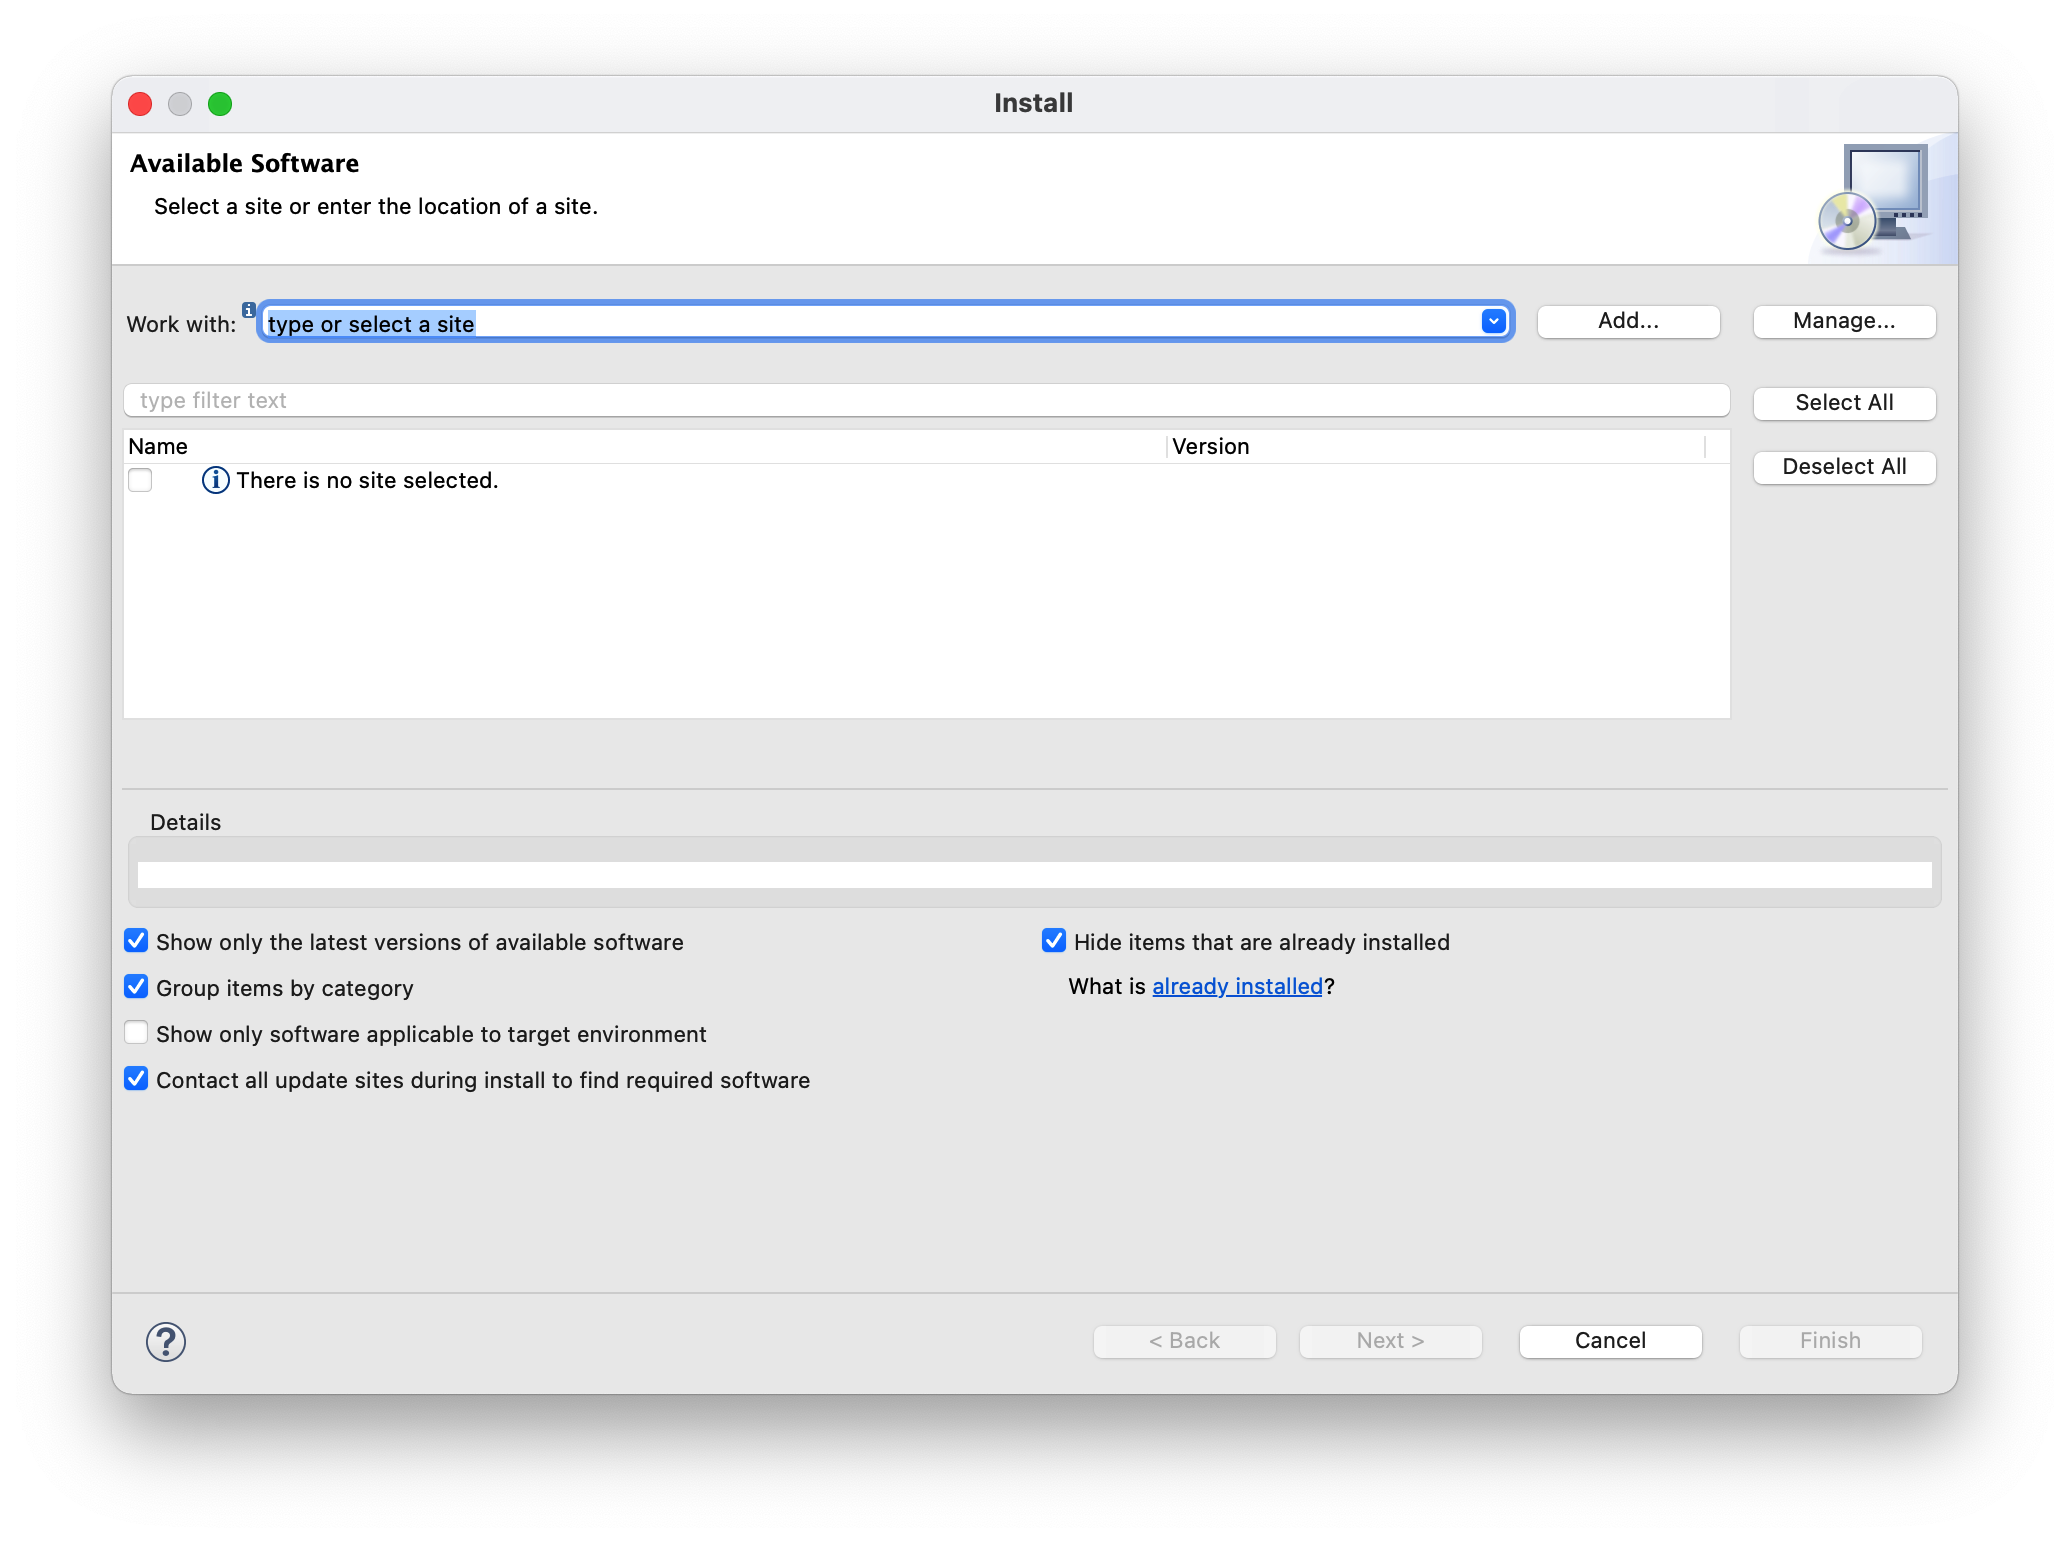 Install
Available Software
Select a site or enter the location of a site.
Work with: type or select a site Add... Manage...
type filter text Select All
Name Version
There is no site selected. Deselect All
Details
Show only the latest versions of available software Hide items that are already installed
Group items by category What is already installed?
Show only software applicable to target environment
Contact all update sites during install to find required software
? < Back Next > Cancel Finish